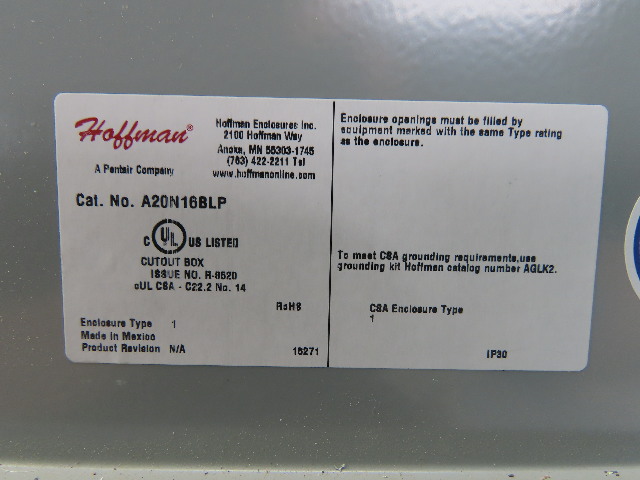 Hoffman®
A Pentair Company
Hoffman Enclosures Inc.
2100 Hoffman Way
Anoka, MN 55303-1745
(763) 422-2211 Tel
www.hoffmanonline.com
Cat. No. A20N16BLP
C UL US LISTED
CUTOUT BOX
ISSUE NO. R-8520
cUL CSA - C22.2 No. 14
RoHS
Enclosure Type 1
Made in Mexico
Product Revision N/A
16271
Enclosure openings must be filled by
equipment marked with the same Type rating
as the enclosure.
To meet CSA grounding requirements,use
grounding kit Hoffman catalog number AGLK2.
CSA Enclosure Type
1
IP30